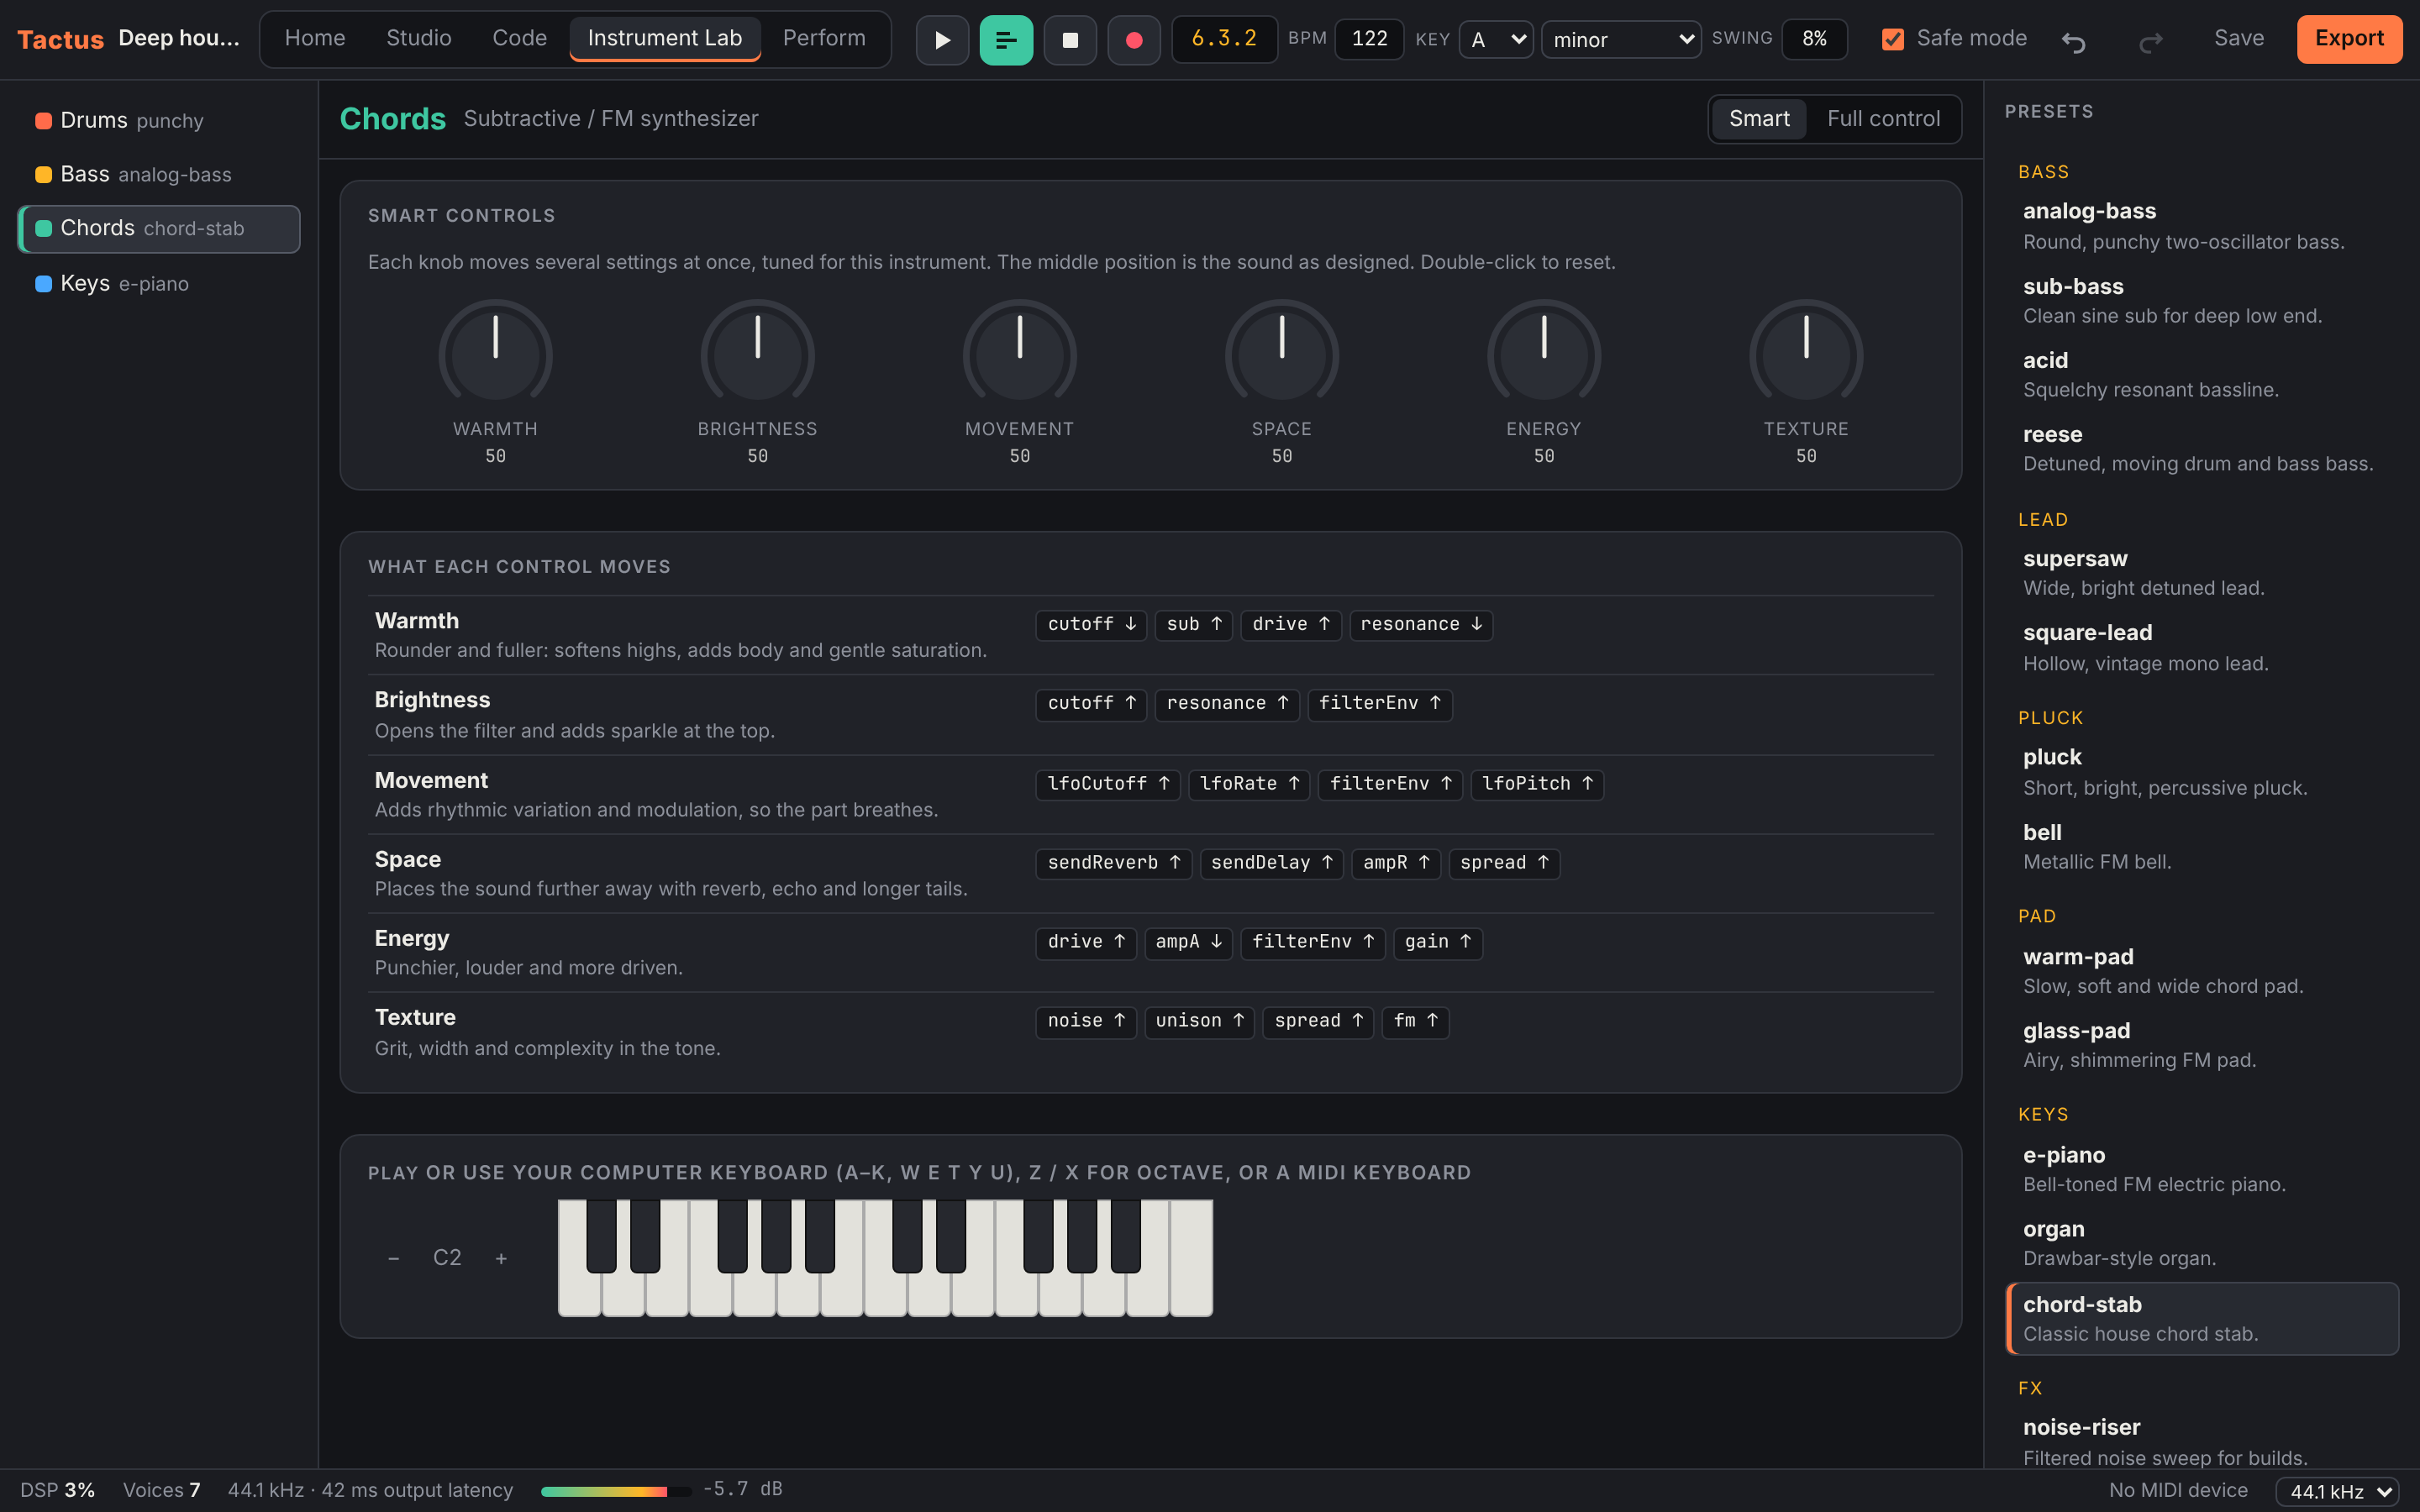 Tactus Deep hou... Home Studio Code Instrument Lab Perform 6.3.2 BPM 122 KEY A minor SWING 8% Safe mode Save Export
Drums punchy
Bass analog-bass
Chords chord-stab
Keys e-piano
Chords Subtractive / FM synthesizer Smart Full control
SMART CONTROLS
Each knob moves several settings at once, tuned for this instrument. The middle position is the sound as designed. Double-click to reset.
WARMTH BRIGHTNESS MOVEMENT SPACE ENERGY TEXTURE
50 50 50 50 50 50
WHAT EACH CONTROL MOVES
Warmth cutoff ↓ sub ↑ drive ↑ resonance ↓
Rounder and fuller: softens highs, adds body and gentle saturation.
Brightness cutoff ↑ resonance ↑ filterEnv ↑
Opens the filter and adds sparkle at the top.
Movement lfoCutoff ↑ lfoRate ↑ filterEnv ↑ lfoPitch ↑
Adds rhythmic variation and modulation, so the part breathes.
Space sendReverb ↑ sendDelay ↑ ampR ↑ spread ↑
Places the sound further away with reverb, echo and longer tails.
Energy drive ↑ ampA ↓ filterEnv ↑ gain ↑
Punchier, louder and more driven.
Texture noise ↑ unison ↑ spread ↑ fm ↑
Grit, width and complexity in the tone.
PLAY OR USE YOUR COMPUTER KEYBOARD (A–K, W E T Y U), Z / X FOR OCTAVE, OR A MIDI KEYBOARD
− C2 +
PRESETS
BASS
analog-bass
Round, punchy two-oscillator bass.
sub-bass
Clean sine sub for deep low end.
acid
Squelchy resonant bassline.
reese
Detuned, moving drum and bass bass.
LEAD
supersaw
Wide, bright detuned lead.
square-lead
Hollow, vintage mono lead.
PLUCK
pluck
Short, bright, percussive pluck.
bell
Metallic FM bell.
PAD
warm-pad
Slow, soft and wide chord pad.
glass-pad
Airy, shimmering FM pad.
KEYS
e-piano
Bell-toned FM electric piano.
organ
Drawbar-style organ.
chord-stab
Classic house chord stab.
FX
noise-riser
Filtered noise sweep for builds.
DSP 3% Voices 7 44.1 kHz · 42 ms output latency -5.7 dB No MIDI device 44.1 kHz